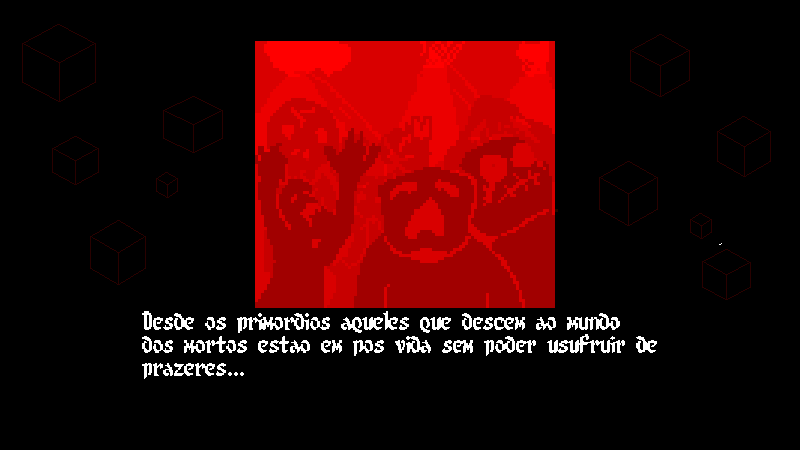 Desde os primordios aqueles que descem ao mundo
dos mortos estao em pos vida sem poder usufruir de
prazeres...